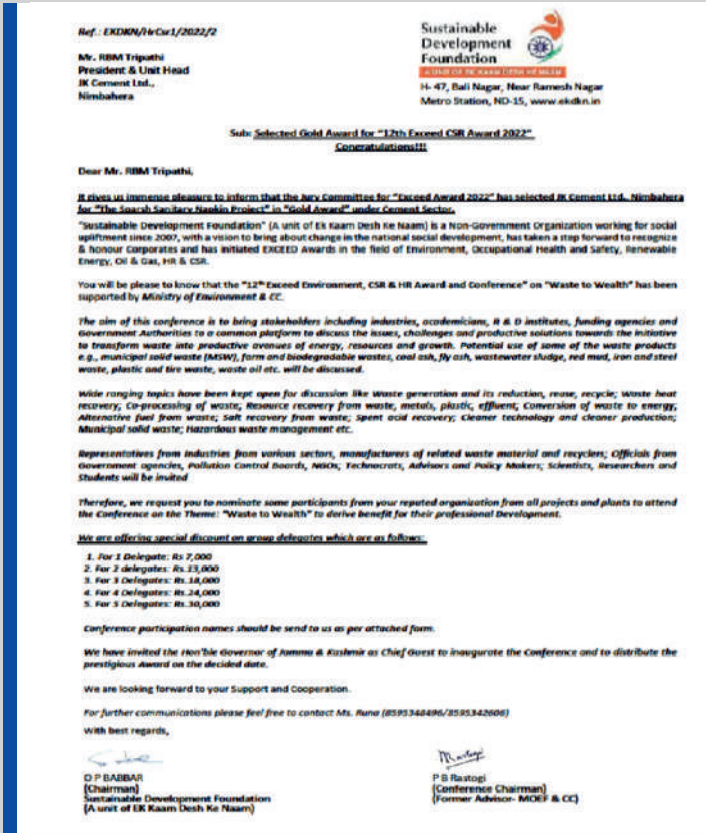 Ref.: EKDKN/HrCsr1/2022/2
Mr. RBM Tripathi
President & Unit Head
JK Cement Ltd.,
Nimbahera
Sustainable
Development
Foundation
A UNIT OF EK KAAM DESH KE NAAM
H- 47, Bali Nagar, Near Ramesh Nagar
Metro Station, ND-15, www.ekdkn.in
Sub: Selected Gold Award for "12th Exceed CSR Award 2022"
Congratulations!!!
Dear Mr. RBM Tripathi,
It gives us immense pleasure to inform that the Jury Committee for "Exceed Award 2022" has selected JK Cement Ltd., Nimbahera
for "The Sparsh Sanitary Napkin Project" in "Gold Award" under Cement Sector.
"Sustainable Development Foundation" (A unit of Ek Kaam Desh Ke Naam) is a Non-Government Organization working for social
upliftment since 2007, with a vision to bring about change in the national social development, has taken a step forward to recognize
& honour Corporates and has initiated EXCEED Awards in the field of Environment, Occupational Health and Safety, Renewable
Energy, Oil & Gas, HR & CSR.
You will be please to know that the "12th Exceed Environment, CSR & HR Award and Conference" on "Waste to Wealth" has been
supported by Ministry of Environment & CC.
The aim of this conference is to bring stakeholders including industries, academicians, R & D institutes, funding agencies and
Government Authorities to a common platform to discuss the issues, challenges and productive solutions towards the initiative
to transform waste into productive avenues of energy, resources and growth. Potential use of some of the waste products
e.g., municipal solid waste (MSW), farm and biodegradable wastes, coal ash, fly ash, wastewater sludge, red mud, iron and steel
waste, plastic and tire waste, waste oil etc. will be discussed.
Wide ranging topics have been kept open for discussion like Waste generation and its reduction, reuse, recycle; Waste heat
recovery; Co-processing of waste; Resource recovery from waste, metals, plastic, effluent; Conversion of waste to energy;
Alternative fuel from waste; Salt recovery from waste; Spent acid recovery; Cleaner technology and cleaner production;
Municipal solid waste; Hazardous waste management etc.
Representatives from Industries from various sectors, manufacturers of related waste material and recyclers; Officials from
Government agencies, Pollution Control Boards, NGOs; Technocrats, Advisors and Policy Makers; Scientists, Researchers and
Students will be invited
Therefore, we request you to nominate some participants from your reputed organization from all projects and plants to attend
the Conference on the Theme: "Waste to Wealth" to derive benefit for their professional Development.
We are offering special discount on group delegates which are as follows:
1. For 1 Delegate: Rs 7,000
2. For 2 delegates: Rs.13,000
3. For 3 Delegates: Rs.18,000
4. For 4 Delegates: Rs.24,000
5. For 5 Delegates: Rs.30,000
Conference participation names should be send to us as per attached form.
We have invited the Hon'ble Governor of Jammu & Kashmir as Chief Guest to inaugurate the Conference and to distribute the
prestigious Award on the decided date.
We are looking forward to your Support and Cooperation.
For further communications please feel free to contact Ms. Runa (8595348496/8595342606)
With best regards,
Rastogi
O P BABBAR
(Chairman)
Sustainable Development Foundation
(A unit of EK Kaam Desh Ke Naam)
P B Rastogi
(Conference Chairman)
(Former Advisor- MOEF & CC)